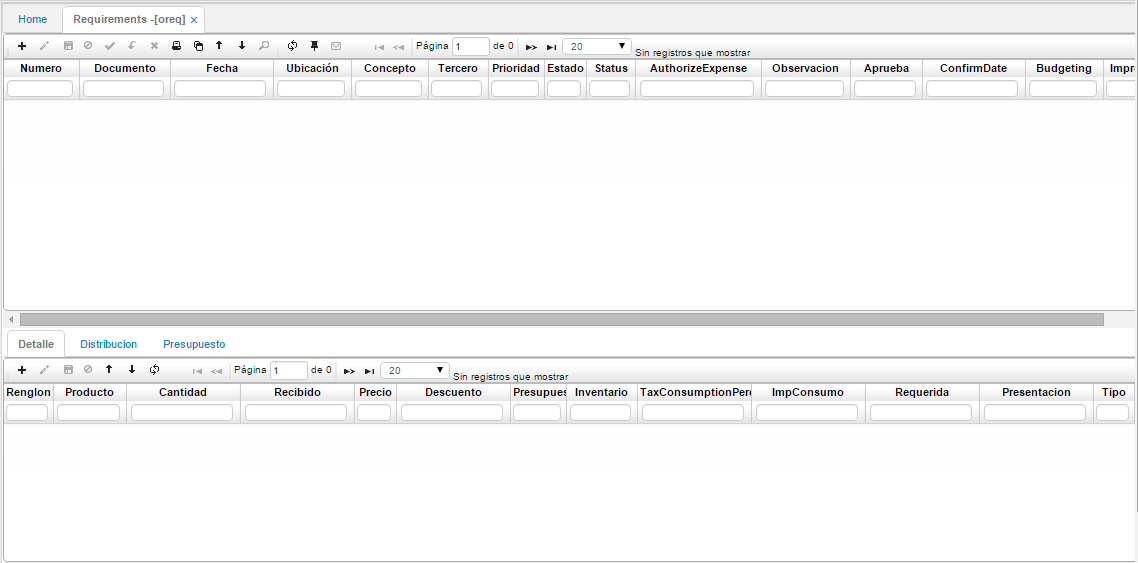 Home Requirements -[oreq] ×
Página 1 de 0 20 Sin registros que mostrar
Numero Documento Fecha Ubicación Concepto Tercero Prioridad Estado Status AuthorizeExpense Observacion Aprueba ConfirmDate Budgeting Impr
Detalle Distribucion Presupuesto
Página 1 de 0 20 Sin registros que mostrar
Renglon Producto Cantidad Recibido Precio Descuento Presupues Inventario TaxConsumptionPerc ImpConsumo Requerida Presentacion Tipo